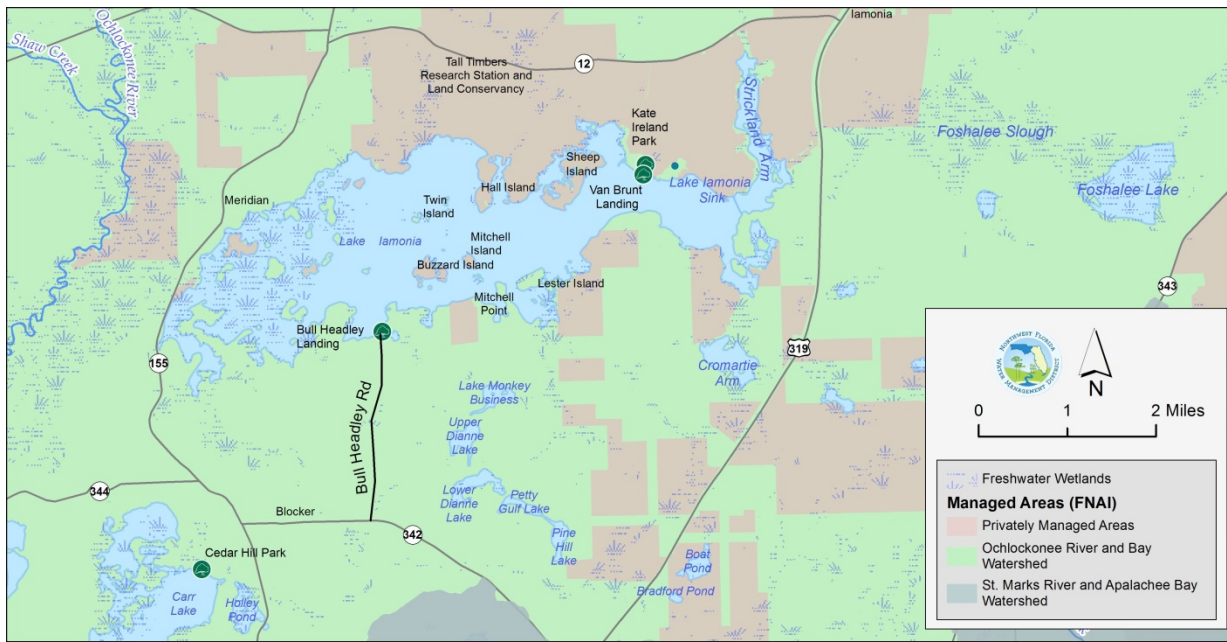 Iamonia
Shaw Creek
Ochlockonee River
Tall Timbers
Research Station and
Land Conservancy
12
Strickland Arm
Kate
Ireland
Park
Foshalee Slough
Sheep
Island
Hall Island
Van Brunt
Landing
Lake Iamonia
Sink
Foshalee Lake
Meridian
Twin
Island
Lake Iamonia
Mitchell
Island
Buzzard Island
Lester Island
Mitchell
Point
343
Bull Headley
Landing
155
319
Cromartie
Arm
Lake Monkey
Business
Upper
Dianne
Lake
Bull Headley Rd
344
Lower
Dianne
Lake
Petty
Gulf Lake
Blocker
342
Pine
Hill
Lake
Cedar Hill Park
Boat
Pond
Bradford Pond
Carr
Lake
Holley
Pond
NORTHWEST FLORIDA
WATER MANAGEMENT DISTRICT
N
0 1 2 Miles
Freshwater Wetlands
Managed Areas (FNAI)
Privately Managed Areas
Ochlockonee River and Bay
Watershed
St. Marks River and Apalachee Bay
Watershed